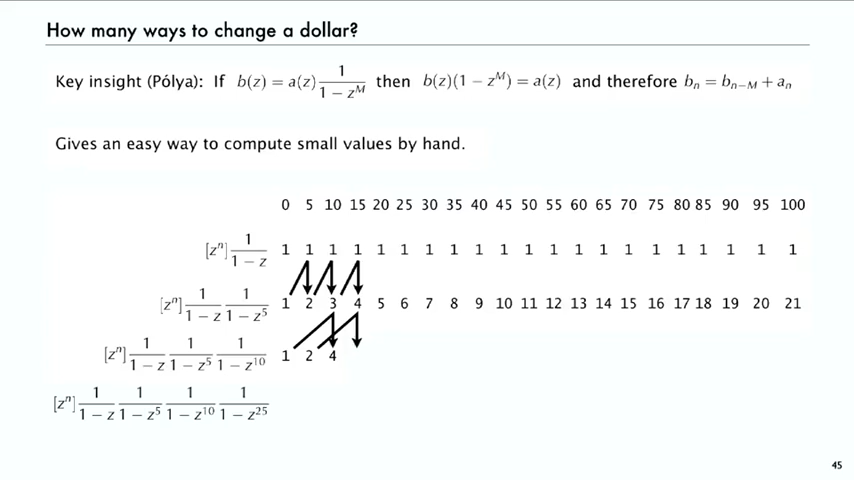 How many ways to change a dollar?
Key insight (Pólya): If b(z) = a(z) 1/(1 − z^M) then b(z)(1 − z^M) = a(z) and therefore b_n = b_{n−M} + a_n
Gives an easy way to compute small values by hand.
0 5 10 15 20 25 30 35 40 45 50 55 60 65 70 75 80 85 90 95 100
[z^n] 1/(1 − z) 1 1 1 1 1 1 1 1 1 1 1 1 1 1 1 1 1 1 1 1 1
[z^n] 1/(1 − z) 1/(1 − z^5) 1 2 3 4 5 6 7 8 9 10 11 12 13 14 15 16 17 18 19 20 21
[z^n] 1/(1 − z) 1/(1 − z^5) 1/(1 − z^10) 1 2 4
[z^n] 1/(1 − z) 1/(1 − z^5) 1/(1 − z^10) 1/(1 − z^25)
45